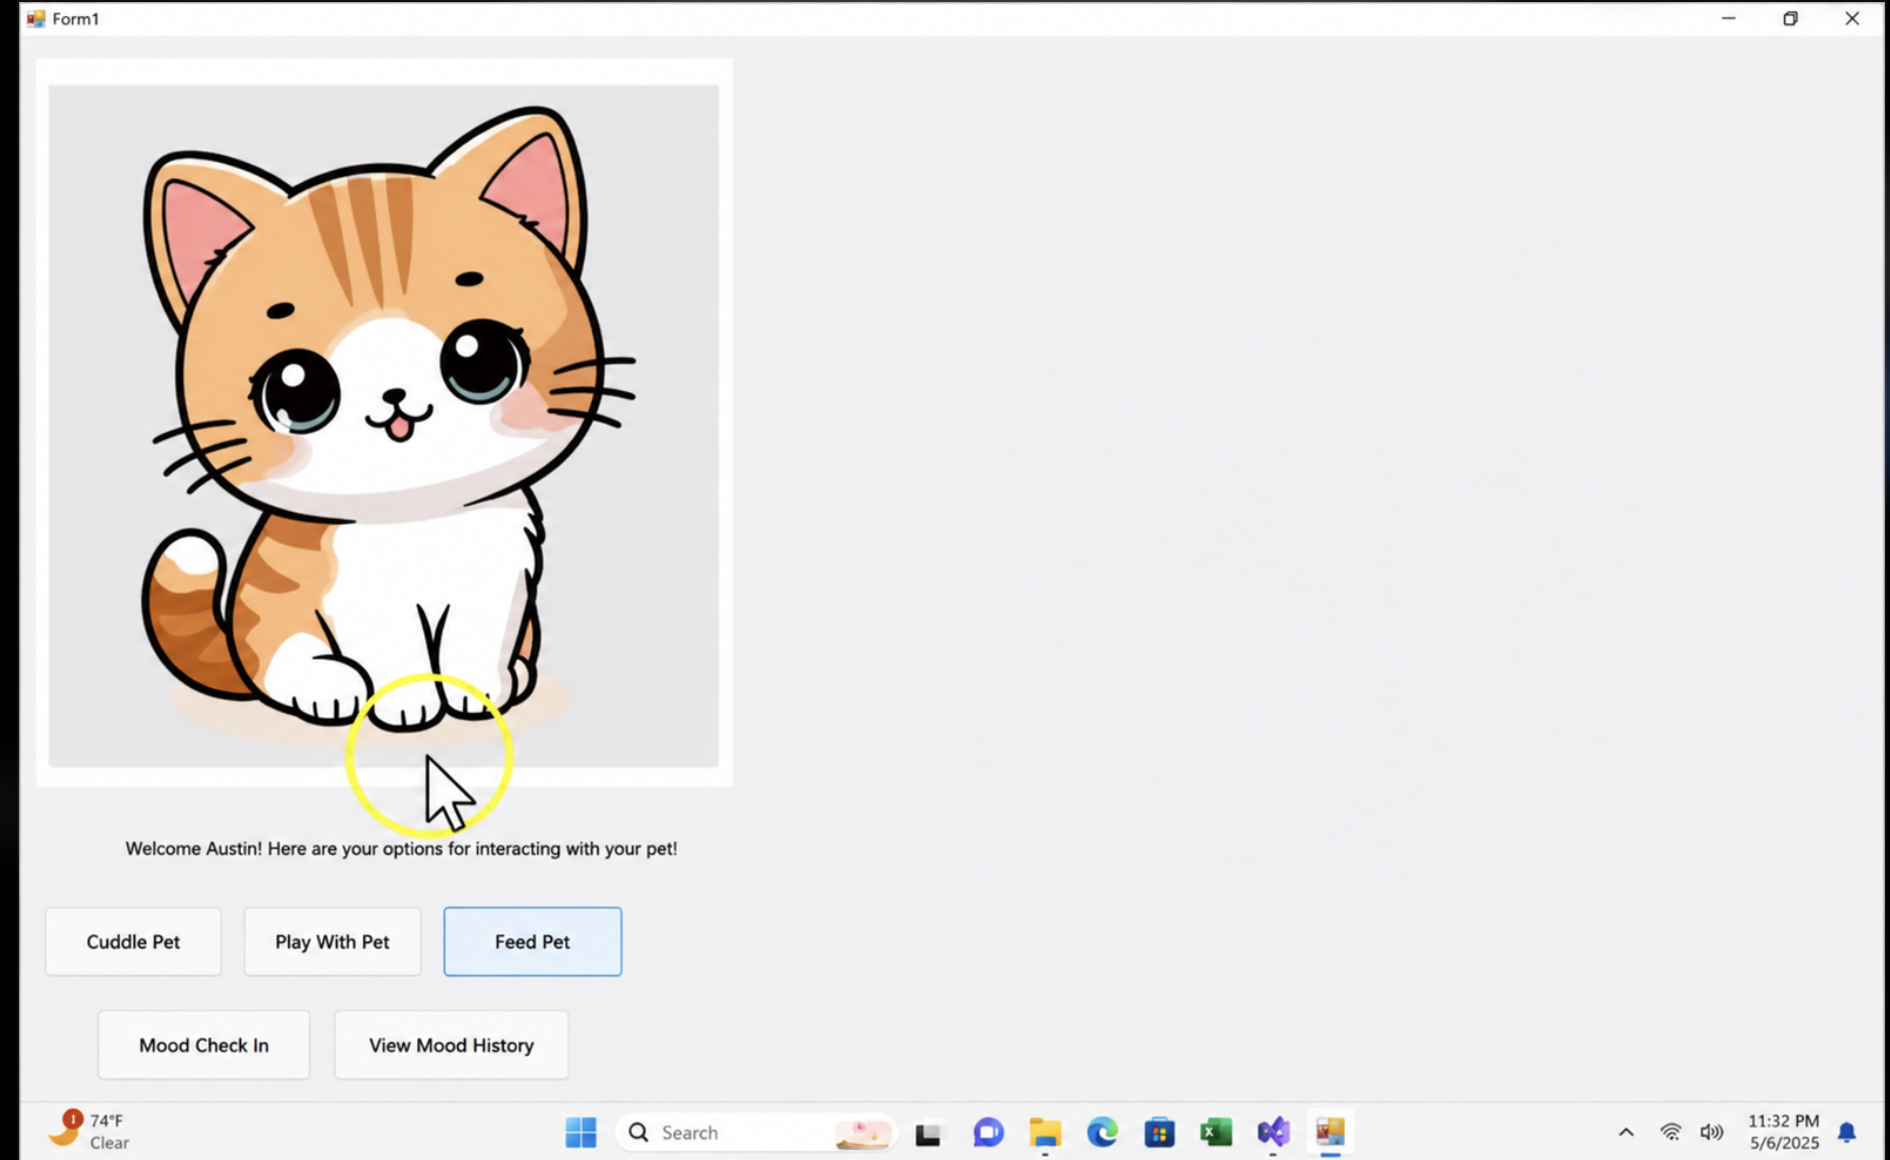 Form1
Welcome Austin! Here are your options for interacting with your pet!
Cuddle Pet
Play With Pet
Feed Pet
Mood Check In
View Mood History
74°F
Clear
Search
11:32 PM
5/6/2025